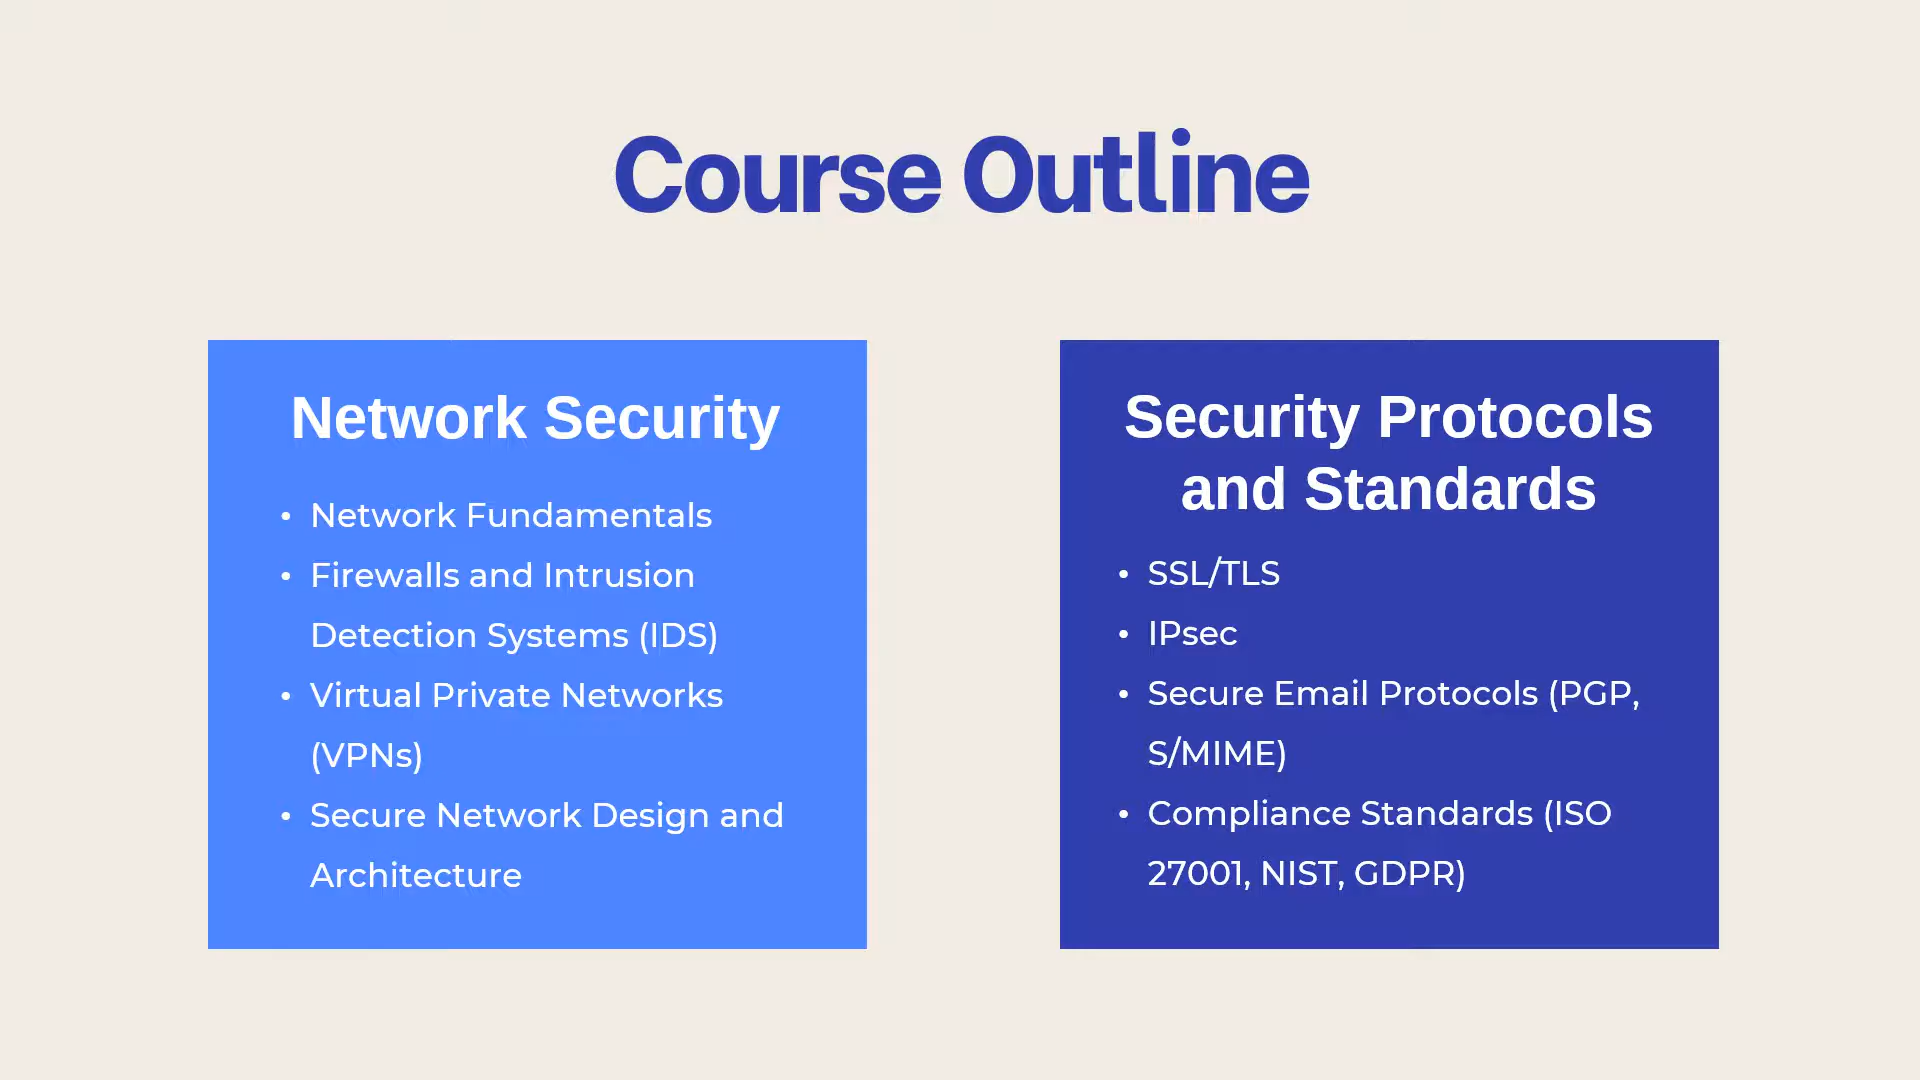 Course Outline
Network Security
• Network Fundamentals
• Firewalls and Intrusion
Detection Systems (IDS)
• Virtual Private Networks
(VPNs)
• Secure Network Design and
Architecture
Security Protocols
and Standards
• SSL/TLS
• IPsec
• Secure Email Protocols (PGP,
S/MIME)
• Compliance Standards (ISO
27001, NIST, GDPR)